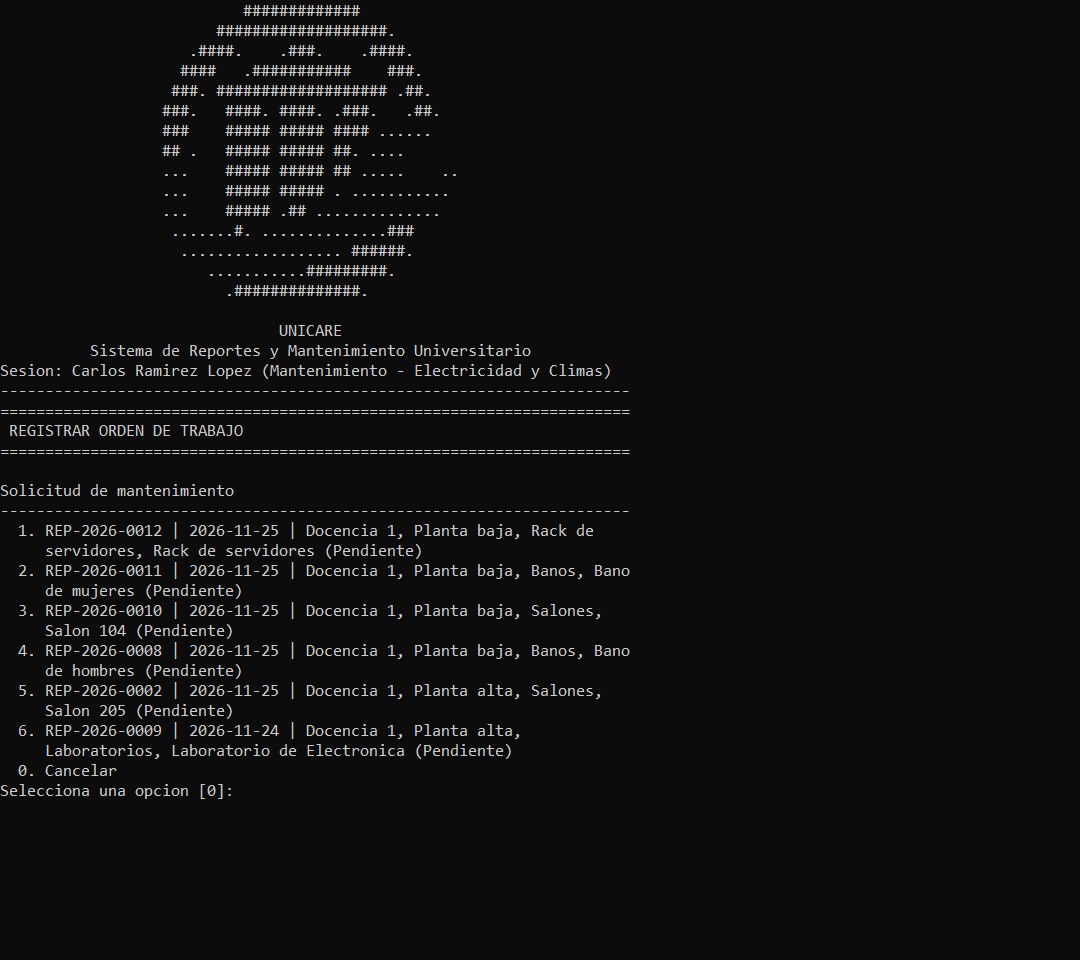 UNICARE
Sistema de Reportes y Mantenimiento Universitario
Sesion: Carlos Ramirez Lopez (Mantenimiento - Electricidad y Climas)
----------------------------------------------------------------------
======================================================================
REGISTRAR ORDEN DE TRABAJO
======================================================================
Solicitud de mantenimiento
----------------------------------------------------------------------
1. REP-2026-0012 | 2026-11-25 | Docencia 1, Planta baja, Rack de
servidores, Rack de servidores (Pendiente)
2. REP-2026-0011 | 2026-11-25 | Docencia 1, Planta baja, Banos, Bano
de mujeres (Pendiente)
3. REP-2026-0010 | 2026-11-25 | Docencia 1, Planta baja, Salones,
Salon 104 (Pendiente)
4. REP-2026-0008 | 2026-11-25 | Docencia 1, Planta baja, Banos, Bano
de hombres (Pendiente)
5. REP-2026-0002 | 2026-11-25 | Docencia 1, Planta alta, Salones,
Salon 205 (Pendiente)
6. REP-2026-0009 | 2026-11-24 | Docencia 1, Planta alta,
Laboratorios, Laboratorio de Electronica (Pendiente)
0. Cancelar
Selecciona una opcion [0]: